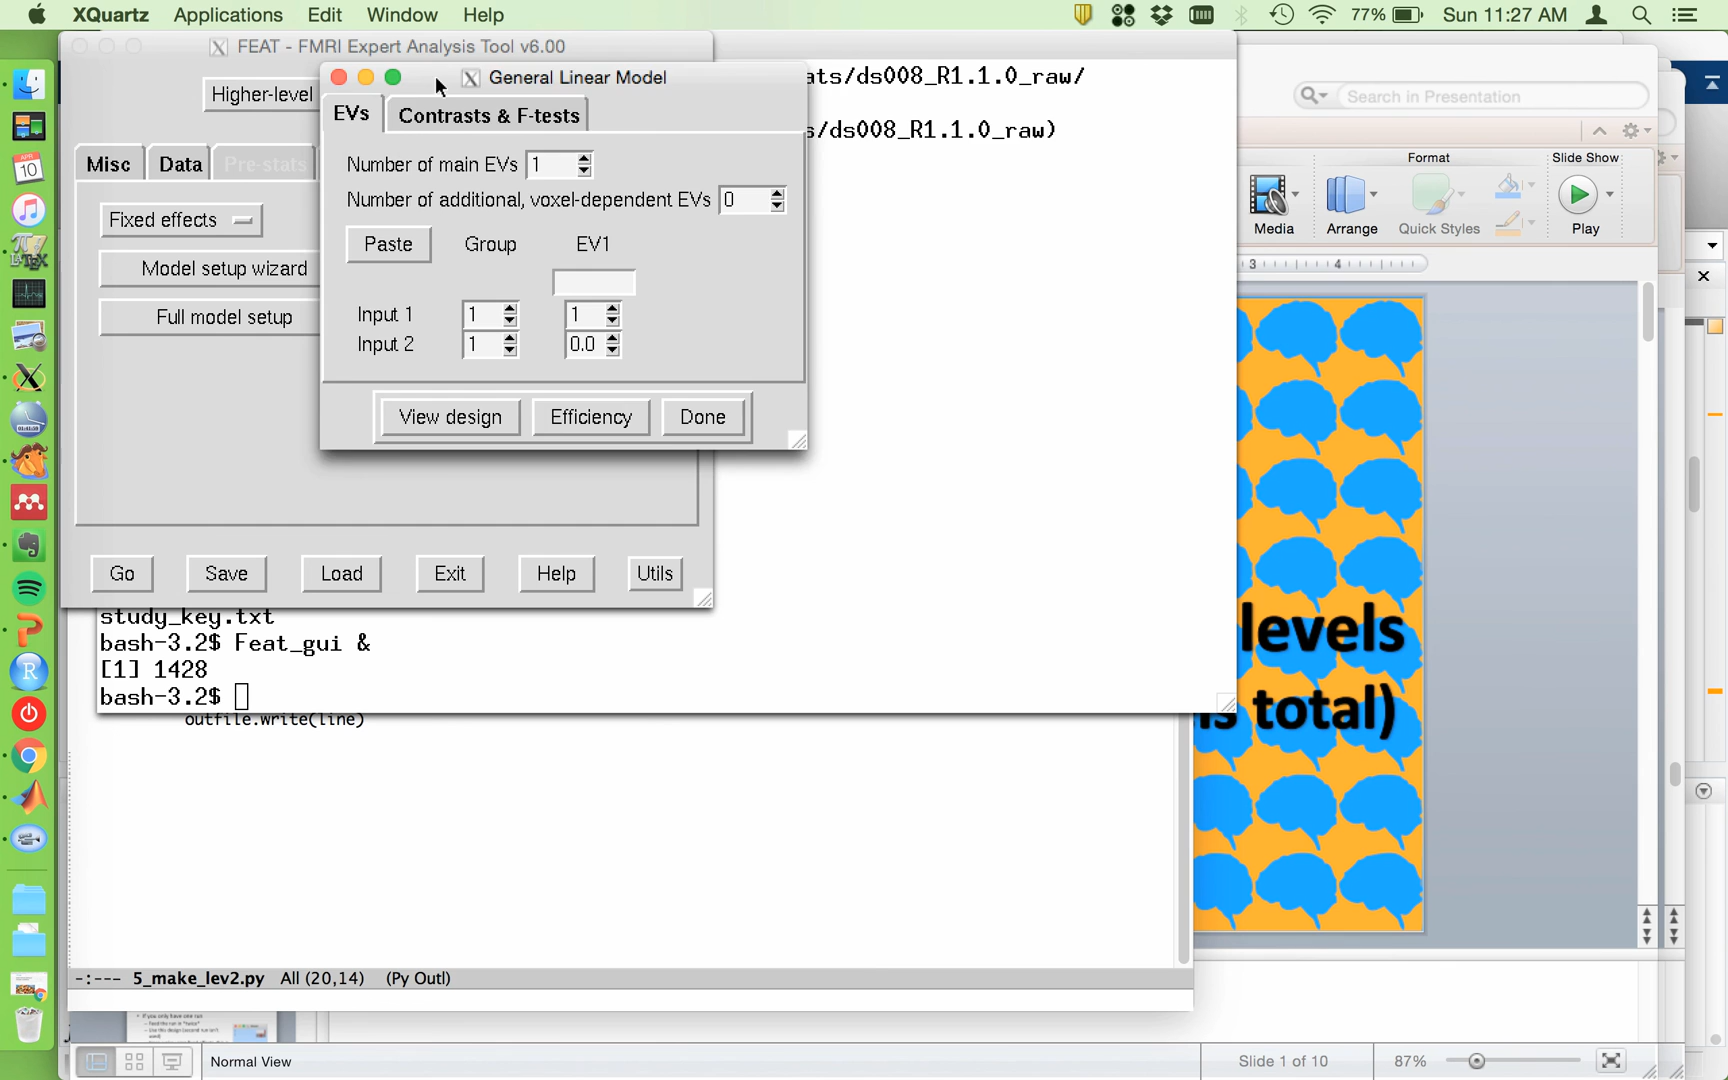 XQuartz Applications Edit Window Help
77% Sun 11:27 AM
FEAT - FMRI Expert Analysis Tool v6.00
Higher-level
Misc Data Pre-stats
Fixed effects
Model setup wizard
Full model setup
Go Save Load Exit Help Utils
General Linear Model
EVs Contrasts & F-tests
Number of main EVs 1
Number of additional, voxel-dependent EVs 0
Paste Group EV1
Input 1 1 1
Input 2 1 0.0
View design Efficiency Done
ats/ds008_R1.1.0_raw/
s/ds008_R1.1.0_raw)
study_key.txt
bash-3.2$ Feat_gui &
[1] 1428
bash-3.2$
outfile.write(line)
-:--- 5_make_lev2.py All (20,14) (Py Outl)
Search in Presentation
Format Slide Show
Media Arrange Quick Styles Play
3 4
levels
total)
APR
10
Normal View
Slide 1 of 10
87%